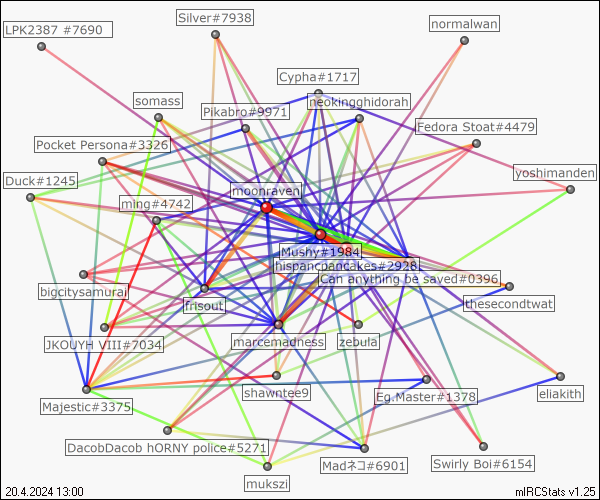 Silver#7938
LPK2387 #7690
normalwan
Cypha#1717
somass
neokingghidorah
Pikabro#9971
Fedora Stoat#4479
Pocket Persona#3326
yoshimanden
Duck#1245
moonraven
ming#4742
Mushy#1984
hispancpancakes#2928
Can anything be saved#0396
bigcitysamurai
frisout
thesecondtwat
JKOUYH VIII#7034
marcemadness
zebula
shawntee9
Eg.Master#1378
eliakith
Majestic#3375
DacobDacob hORNY police#5271
Madネコ#6901
Swirly Boi#6154
mukszi
20.4.2024 13:00
mIRCStats v1.25